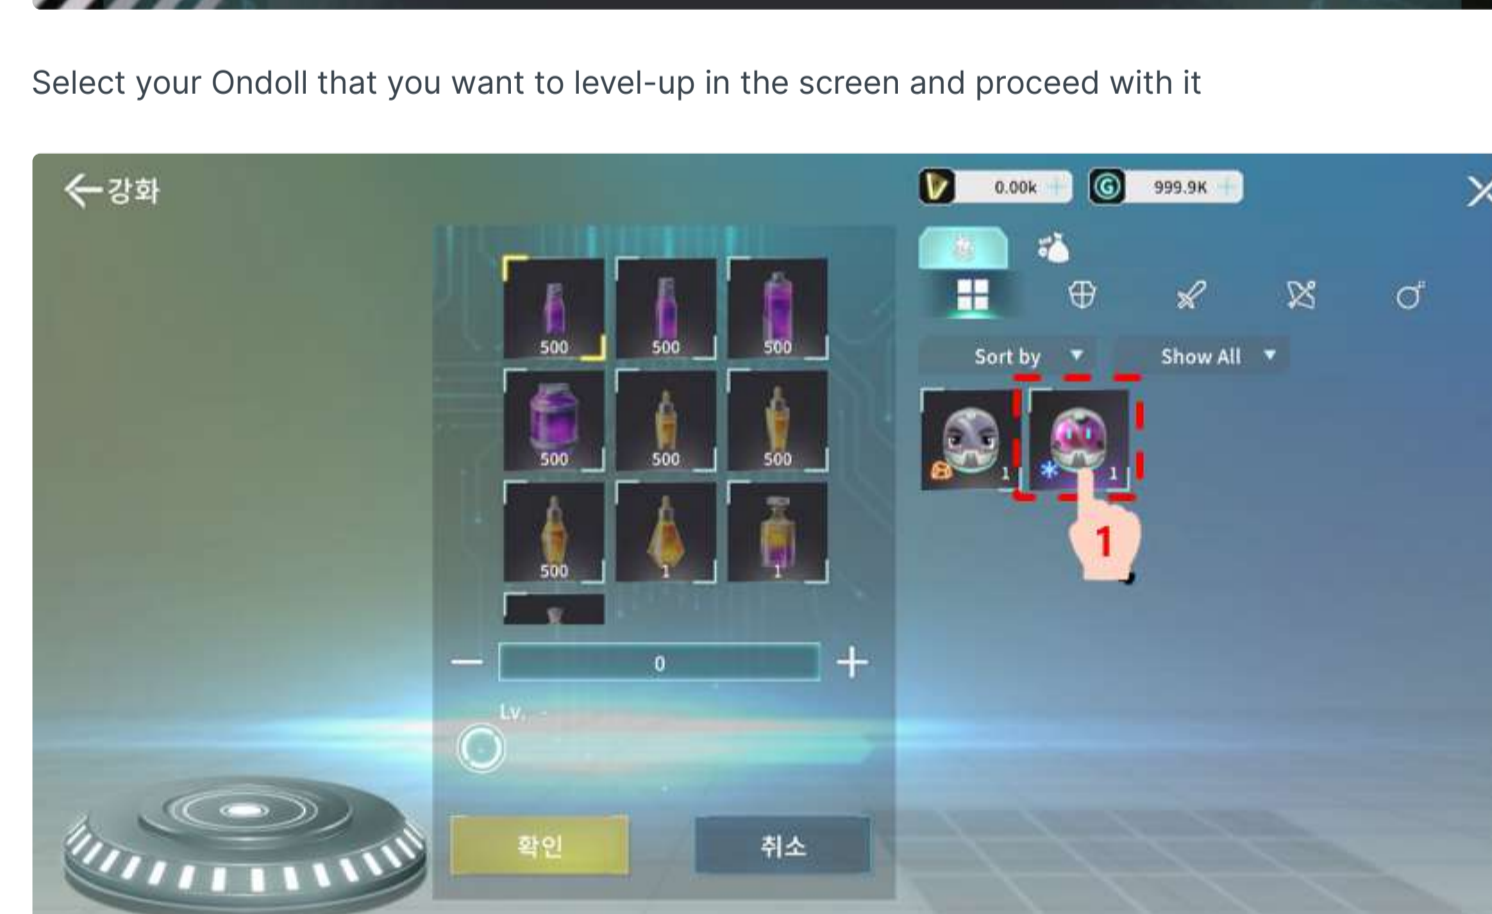 Select your Ondoll that you want to level-up in the screen and proceed with it
강화
0.00k
999.9K
Sort by
Show All
500 500 500
500 500 500
500 1 1
1 1
1
0
Lv. -
확인
취소